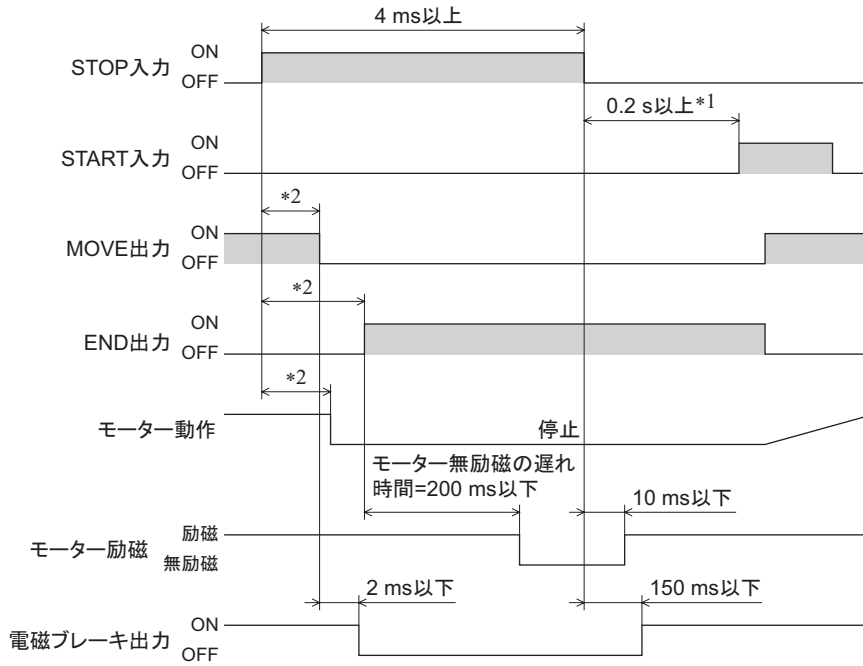 4 ms以上
STOP入力
ON
OFF
0.2 s以上*1
START入力
ON
OFF
*2
MOVE出力
ON
OFF
*2
END出力
ON
OFF
*2
モーター動作
停止
モーター無励磁の遅れ
時間=200 ms以下
10 ms以下
モーター励磁
励磁
無励磁
2 ms以下
150 ms以下
電磁ブレーキ出力
ON
OFF